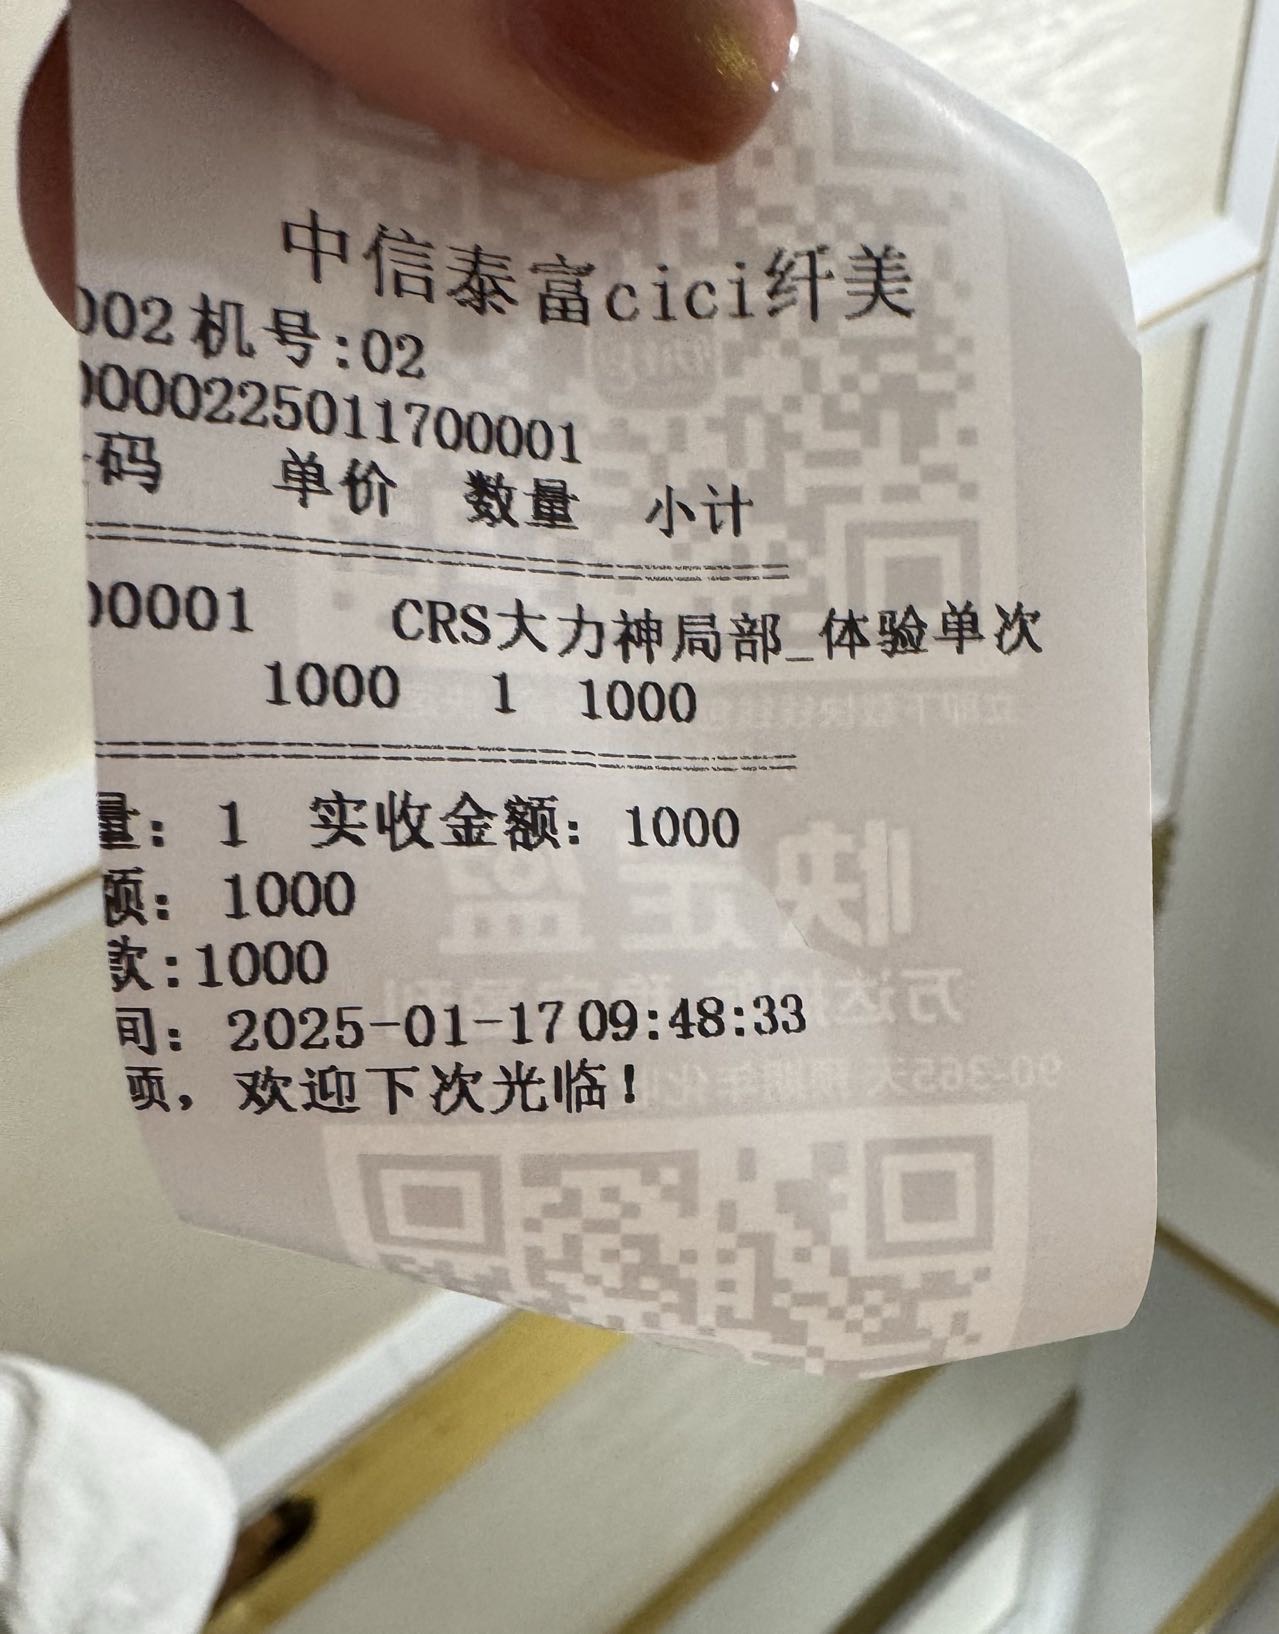 中信泰富cici纤美
002 机号:02
0000225011700001
码 单价 数量 小计
00001 CRS大力神局部_体验单次
1000 1 1000
量: 1 实收金额: 1000
额: 1000
款:1000
间: 2025-01-17 09:48:33
顾, 欢迎下次光临!